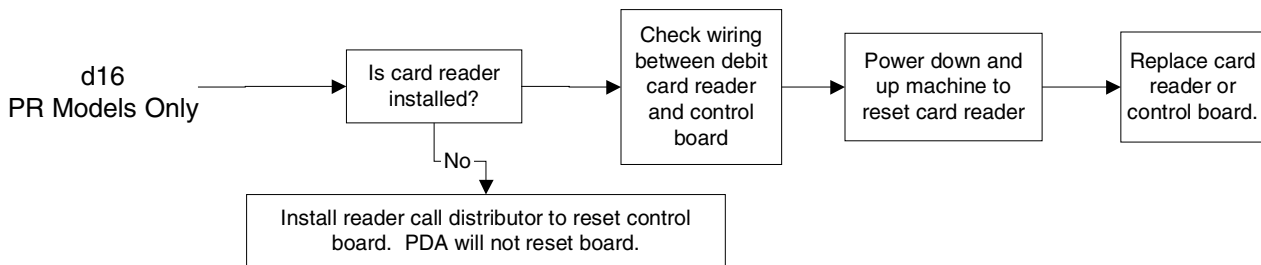 d16
PR Models Only
Is card reader
installed?
Check wiring
between debit
card reader
and control
board
Power down and
up machine to
reset card reader
Replace card
reader or
control board.
No
Install reader call distributor to reset control
board.  PDA will not reset board.